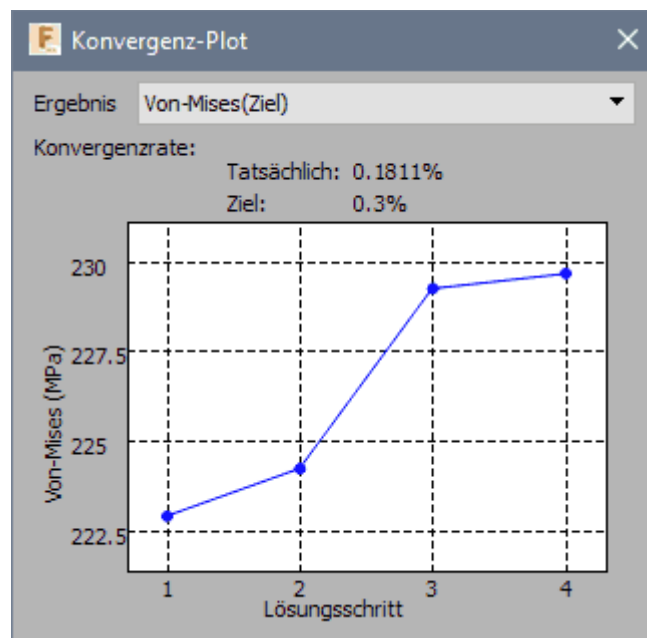 Konvergenz-Plot
Ergebnis Von-Mises(Ziel)
Konvergenzrate:
Tatsächlich: 0.1811%
Ziel: 0.3%
230
227.5
225
222.5
Von-Mises (MPa)
1 2 3 4
Lösungsschritt